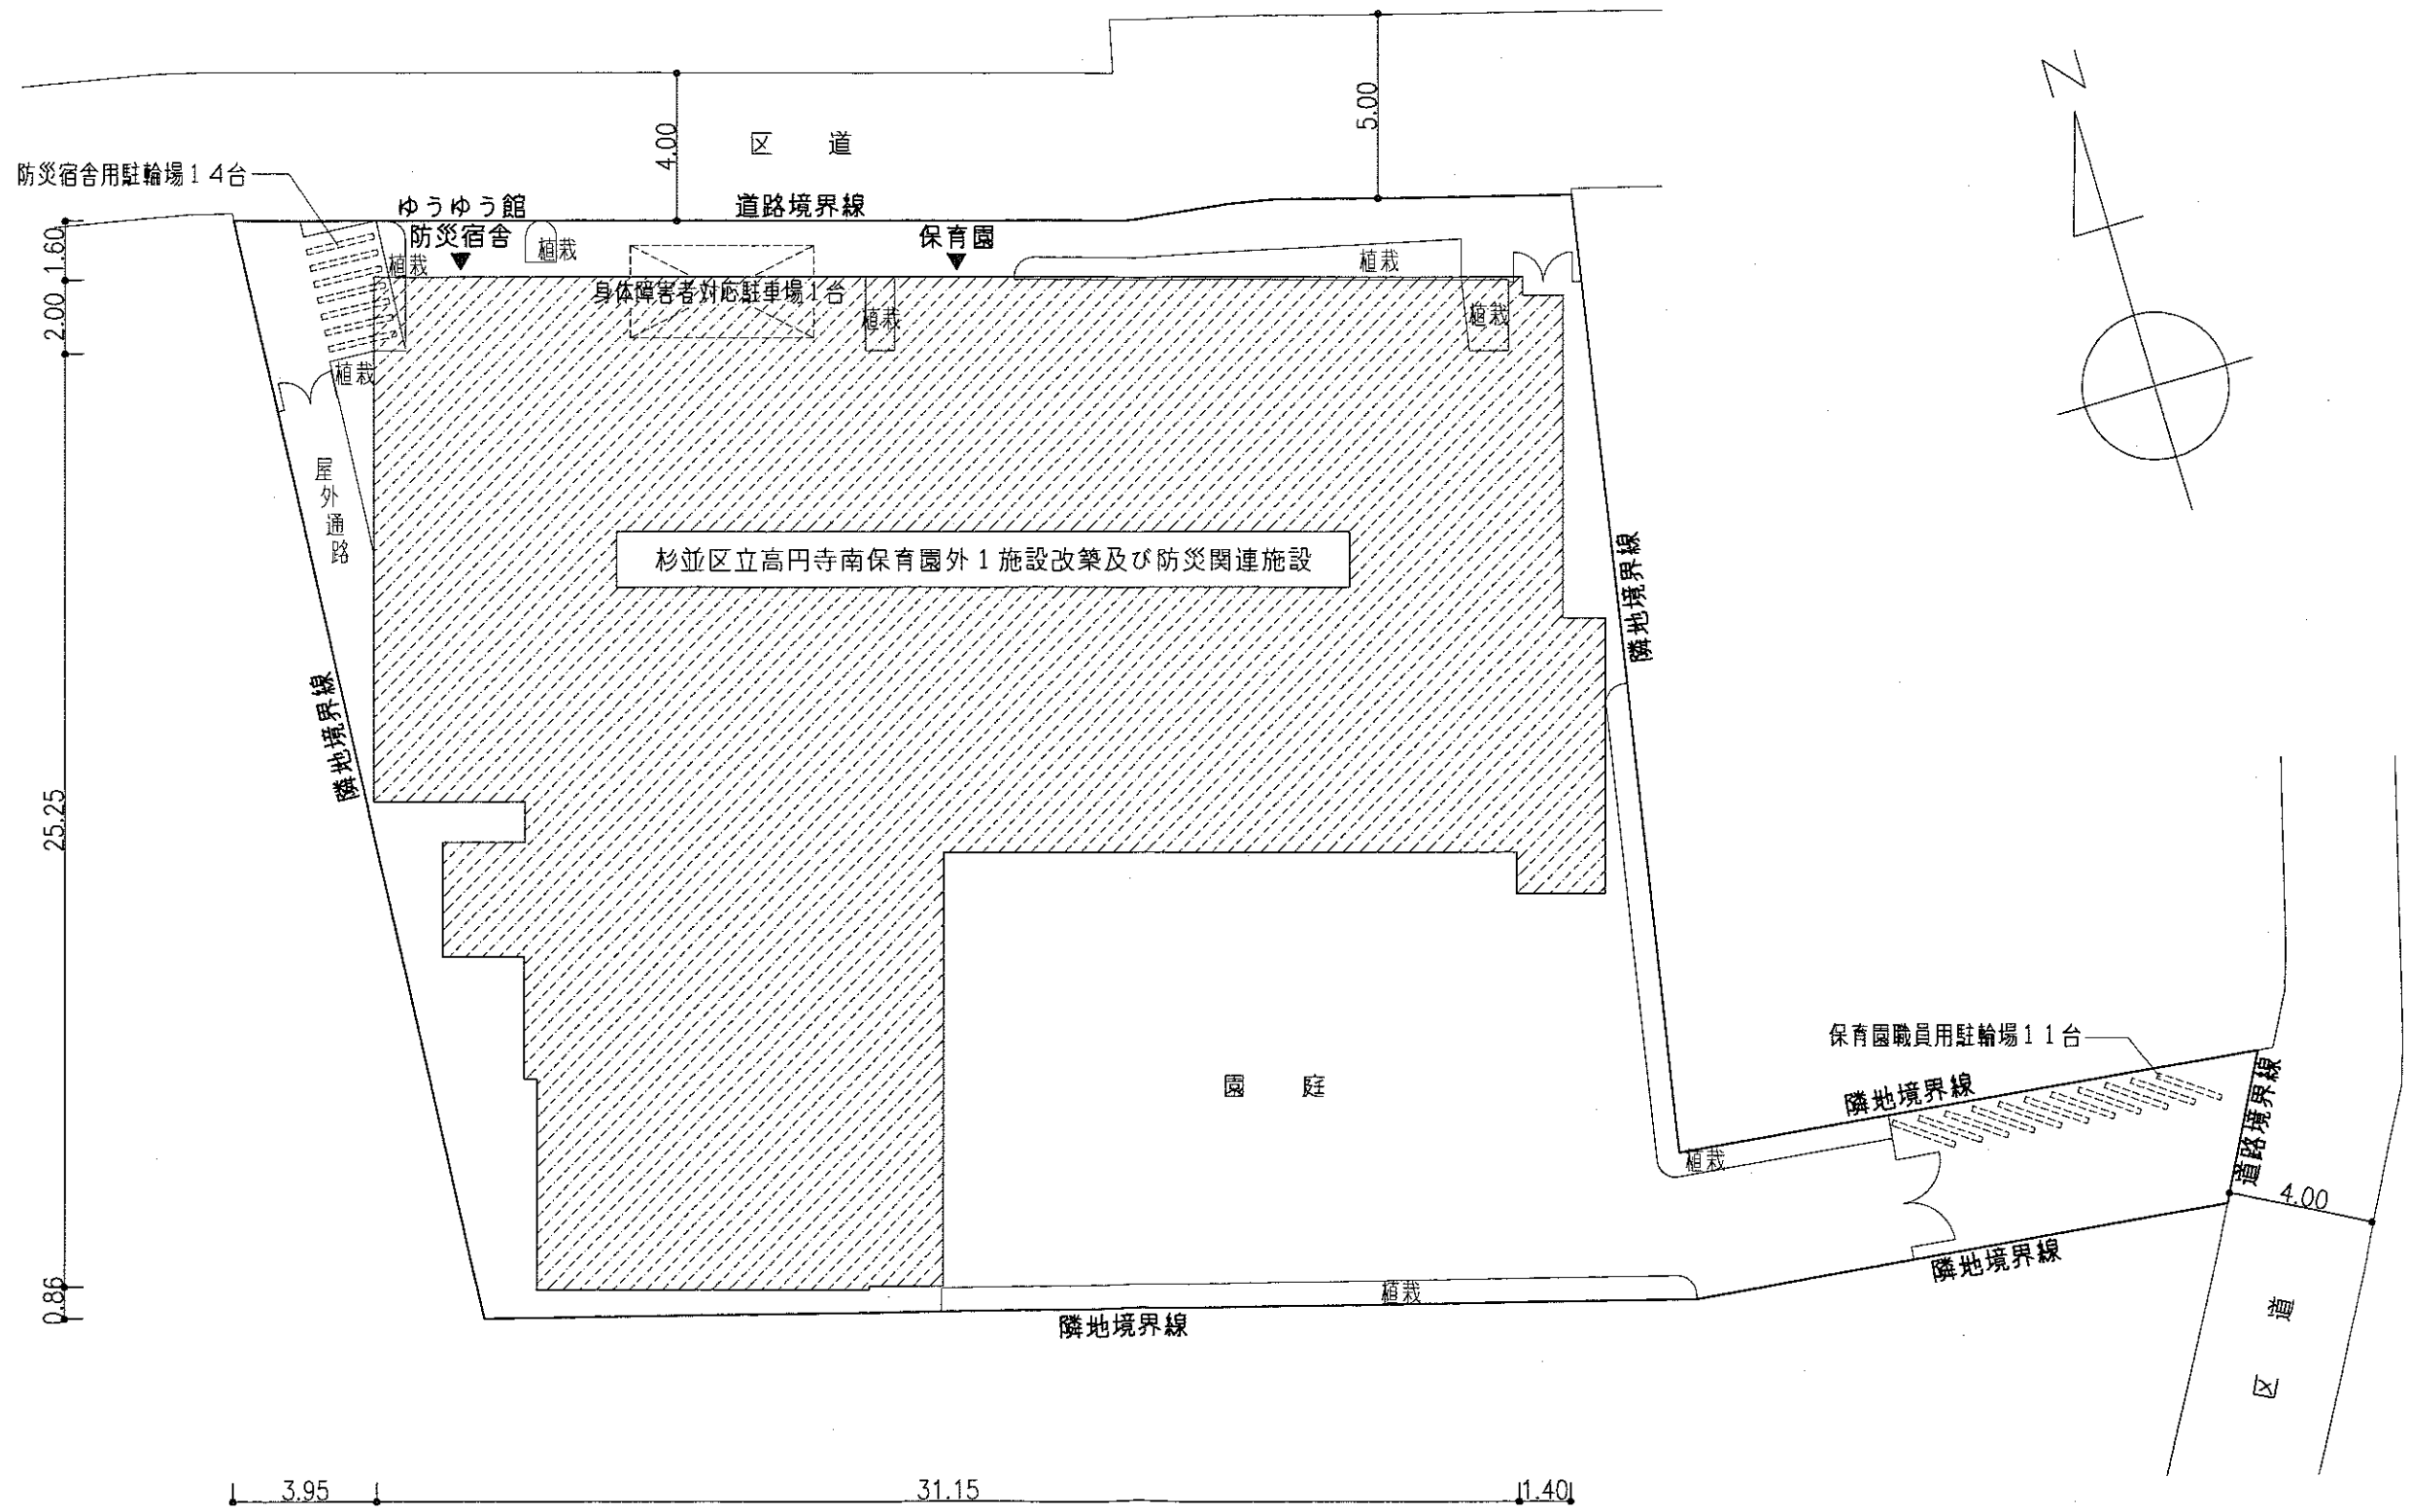 N
5.00
4.00
区　道
防災宿舎用駐輪場１４台
ゆうゆう館
道路境界線
防災宿舎
植栽
保育園
植栽
植栽
1.60
身体障害者対応駐車場１台
植栽
植栽
2.00
植栽
屋外通路
杉並区立高円寺南保育園外１施設改築及び防災関連施設
隣地境界線
隣地境界線
25.25
保育園職員用駐輪場１１台
園　庭
隣地境界線
道路境界線
植栽
4.00
隣地境界線
植栽
0.86
隣地境界線
区　道
3.95
31.15
1.40